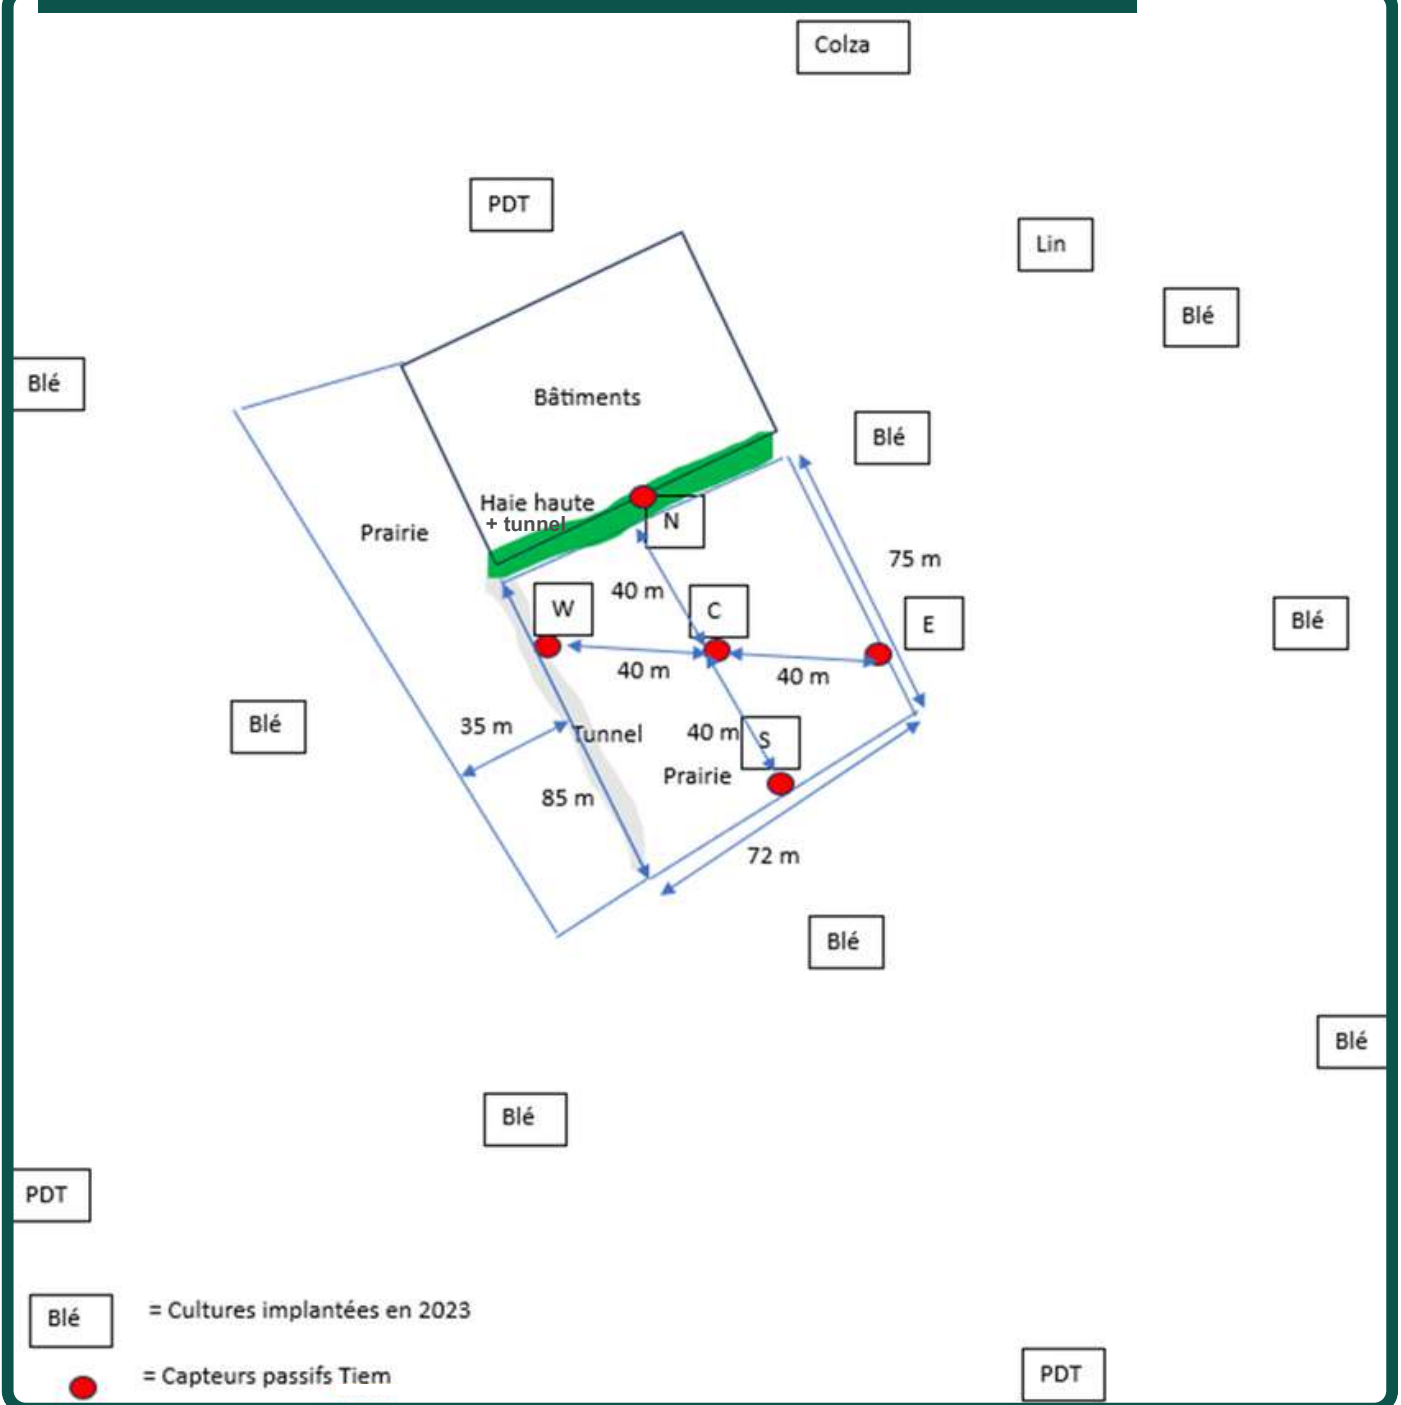 Colza
PDT
Lin
Blé
Blé
Bâtiments
Blé
Haie haute
+ tunnel
N
Prairie
75 m
40 m
W
C
E
Blé
40 m
40 m
Blé
35 m
Tunnel
40 m
S
Prairie
85 m
72 m
Blé
Blé
Blé
PDT
Blé
= Cultures implantées en 2023
= Capteurs passifs Tiem
PDT